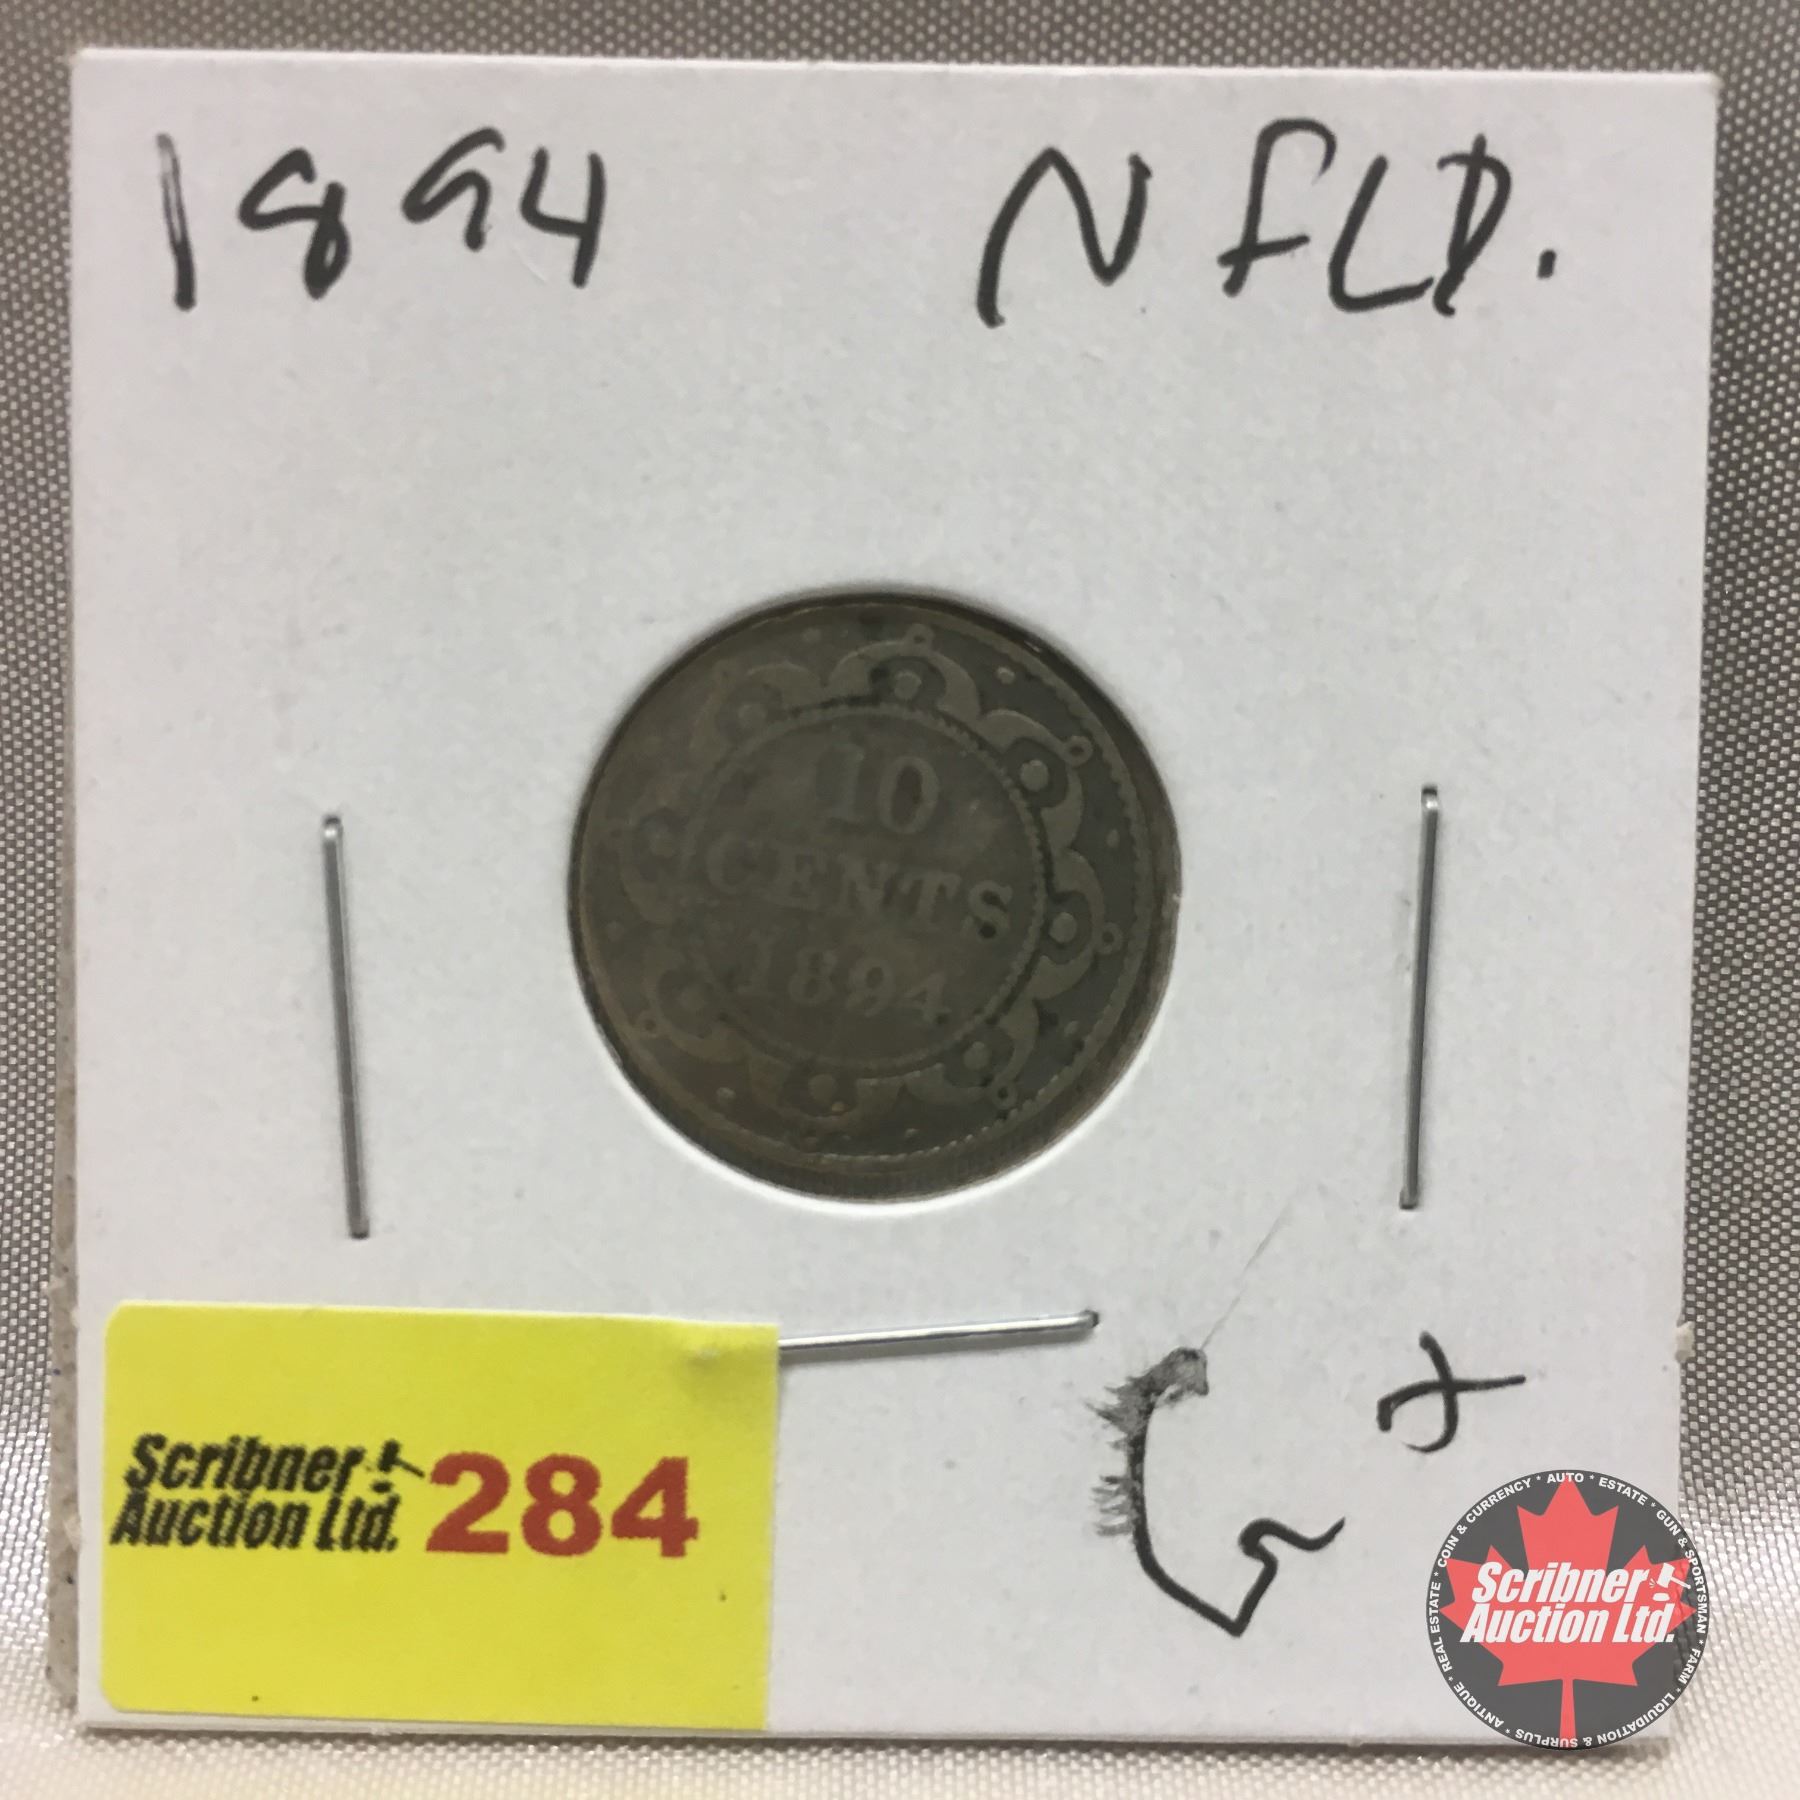 1894 NFLD.
10
CENTS
1894
G+
Scribner
Auction Ltd. 284
Scribner
Auction Ltd.
REAL ESTATE * COIN & CURRENCY * AUTO * ESTATE * GUN & SPORTSMAN * FARM * LIQUIDATION & SURPLUS * ANTIQUE *